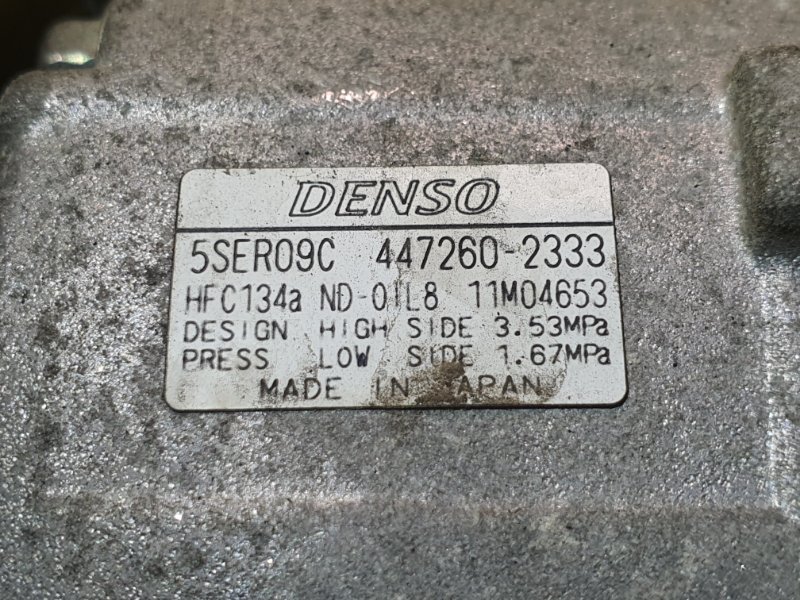 DENSO
5SER09C 447260-2333
HFC134a ND-OIL8 11M04653
DESIGN HIGH SIDE 3.53MPa
PRESS LOW SIDE 1.67MPa
MADE IN JAPAN